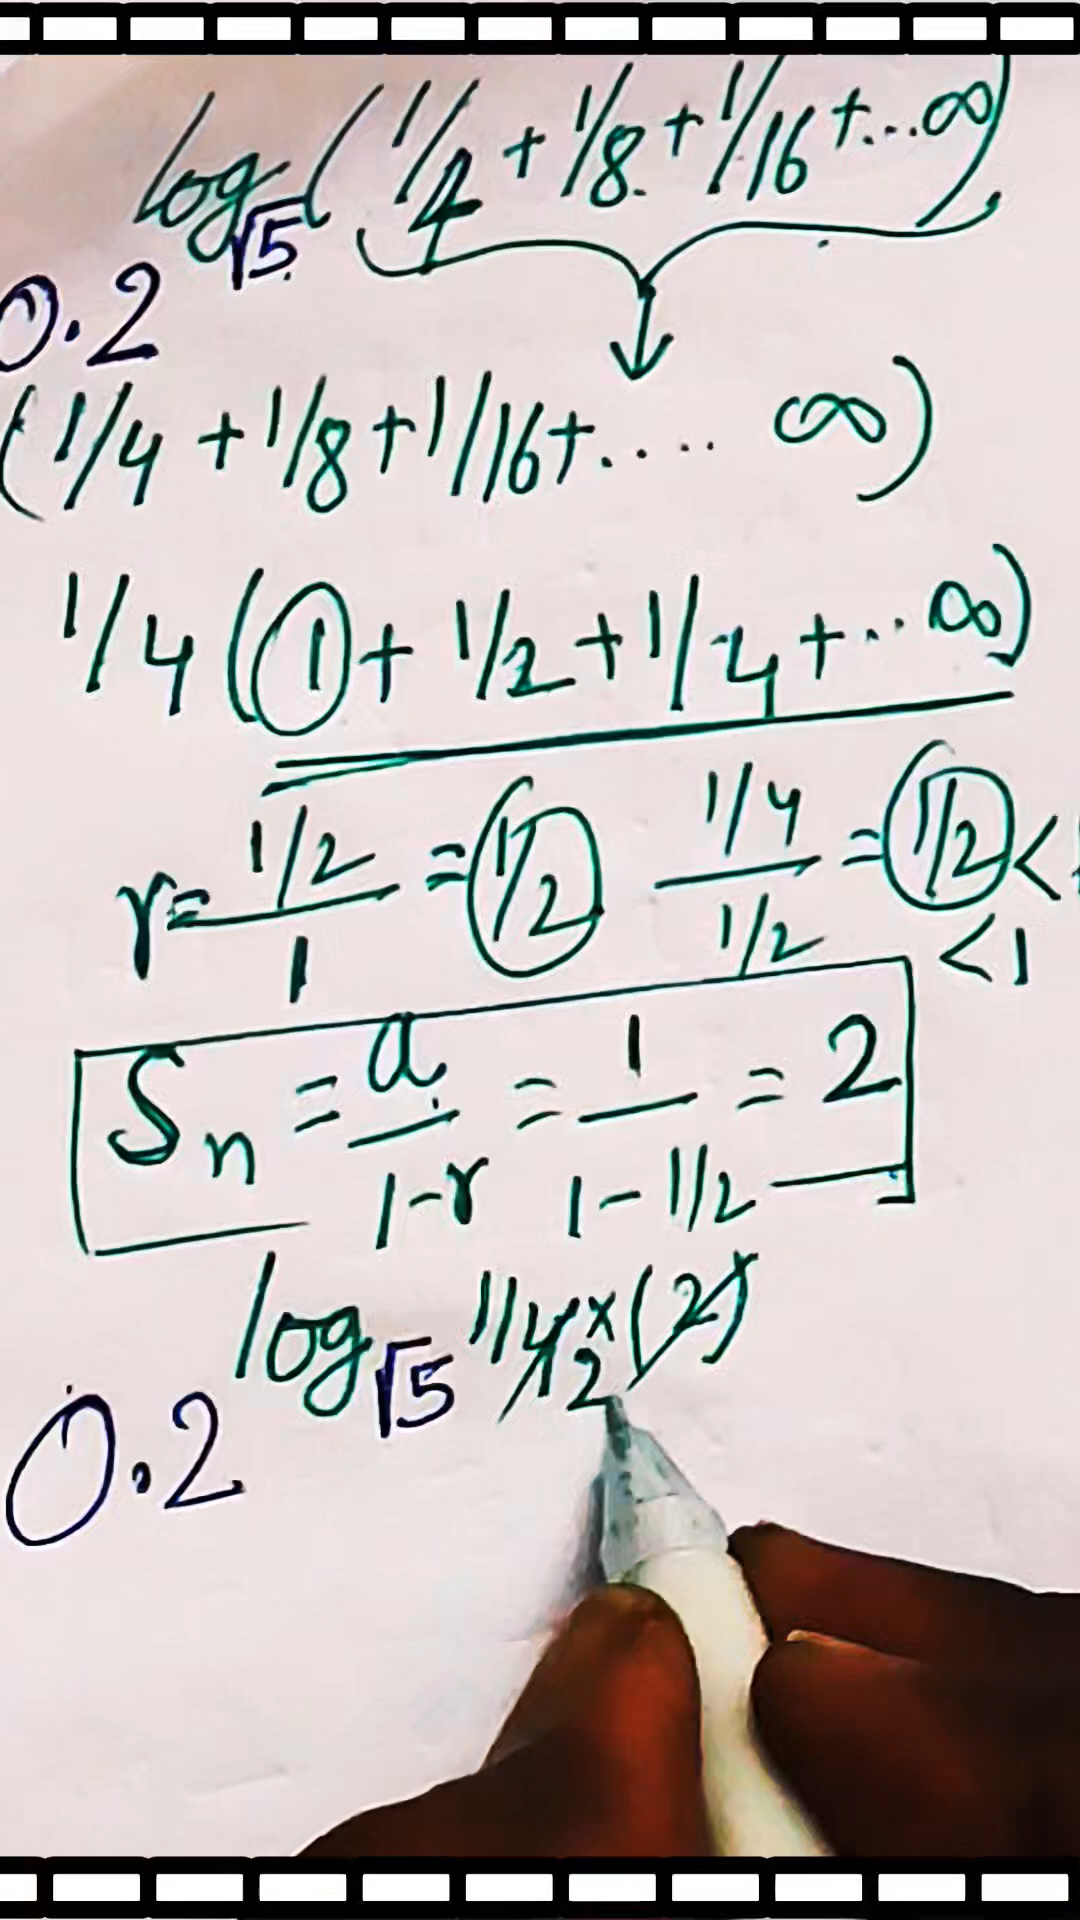 log√5(1/4 + 1/8 + 1/16 +...∞)
0.2
(1/4 + 1/8 + 1/16 +.... ∞)
1/4 (1 + 1/2 + 1/4 + ... ∞)
r = 1/2 / 1 = 1/2   1/4 / 1/2 = 1/2 <
<1
Sn = a / 1-r = 1 / 1 - 1/2 = 2
log√5 1/4 2 × (2)
0.2